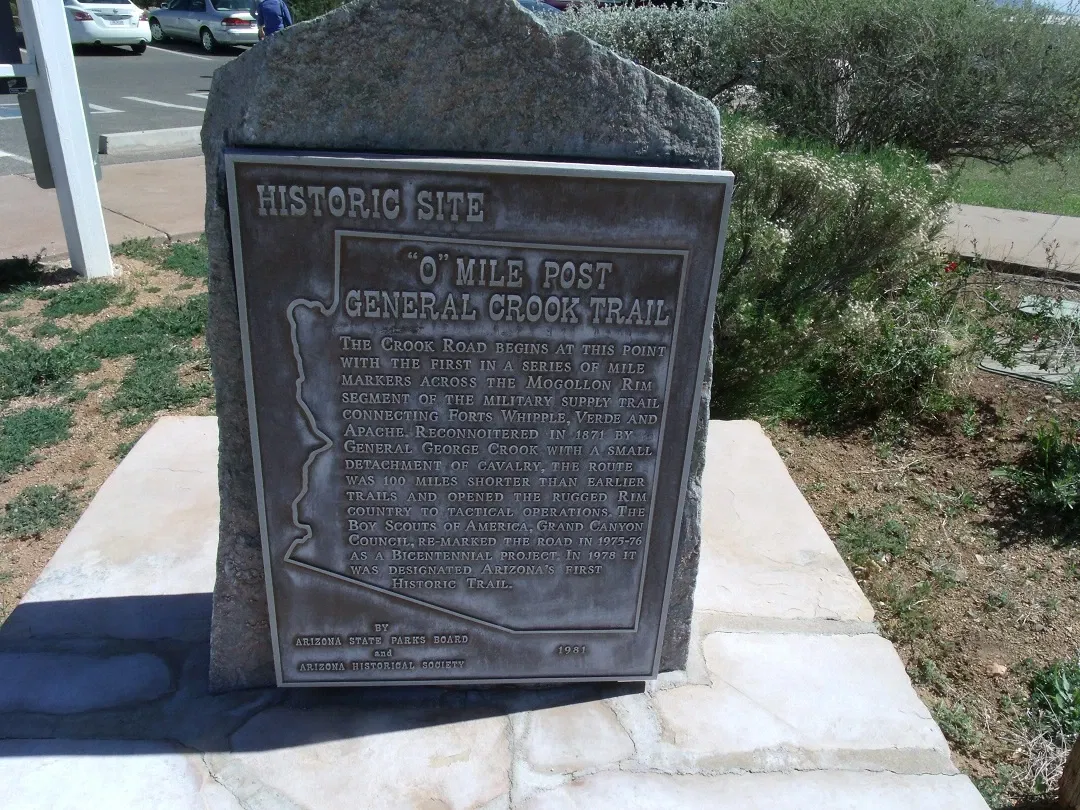 HISTORIC SITE
"O" MILE POST
GENERAL CROOK TRAIL
THE CROOK ROAD BEGINS AT THIS POINT
WITH THE FIRST IN A SERIES OF MILE
MARKERS ACROSS THE MOGOLLON RIM
SEGMENT OF THE MILITARY SUPPLY TRAIL
CONNECTING FORTS WHIPPLE, VERDE AND
APACHE. RECONNOITERED IN 1871 BY
GENERAL GEORGE CROOK WITH A SMALL
DETACHMENT OF CAVALRY, THE ROUTE
WAS 100 MILES SHORTER THAN EARLIER
TRAILS AND OPENED THE RUGGED RIM
COUNTRY TO TACTICAL OPERATIONS. THE
BOY SCOUTS OF AMERICA, GRAND CANYON
COUNCIL, RE-MARKED THE ROAD IN 1975-76
AS A BICENTENNIAL PROJECT. IN 1978 IT
WAS DESIGNATED ARIZONA'S FIRST
HISTORIC TRAIL.
BY
ARIZONA STATE PARKS BOARD
and
ARIZONA HISTORICAL SOCIETY
1981